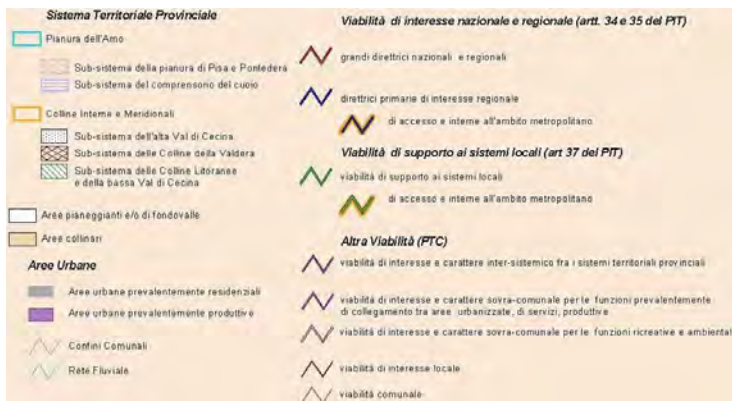 Sistema Territoriale Provinciale
Pianura dell'Arno
Sub-sistema della pianura di Pisa e Pontedera
Sub-sistema del comprensorio del cuoio
Colline Interne e Meridionali
Sub-sistema dell'alta Val di Cecina
Sub-sistema delle Colline della Valdera
Sub-sistema delle Colline Litoranee
e della bassa Val di Cecina
Aree pianeggianti e/o di fondovalle
Aree collinari
Aree Urbane
Aree urbane prevalentemente residenziali
Aree urbane prevalentemente produttive
Confini Comunali
Rete Fluviale
Viabilità di interesse nazionale e regionale (artt. 34 e 35 del PIT)
grandi direttrici nazionali e regionali
direttrici primarie di interesse regionale
di accesso e interne all'ambito metropolitano
Viabilità di supporto ai sistemi locali (art 37 del PIT)
viabilità di supporto ai sistemi locali
di accesso e interne all'ambito metropolitano
Altra Viabilità (PTC)
viabilità di interesse e carattere inter-sistemico fra i sistemi territoriali provinciali
viabilità di interesse e carattere sovra-comunale per le funzioni prevalentemente
di collegamento tra aree urbanizzate, di servizi, produttive
viabilità di interesse e carattere sovra-comunale per le funzioni ricreative e ambientat
viabilità di interesse locale
viabilità comunale